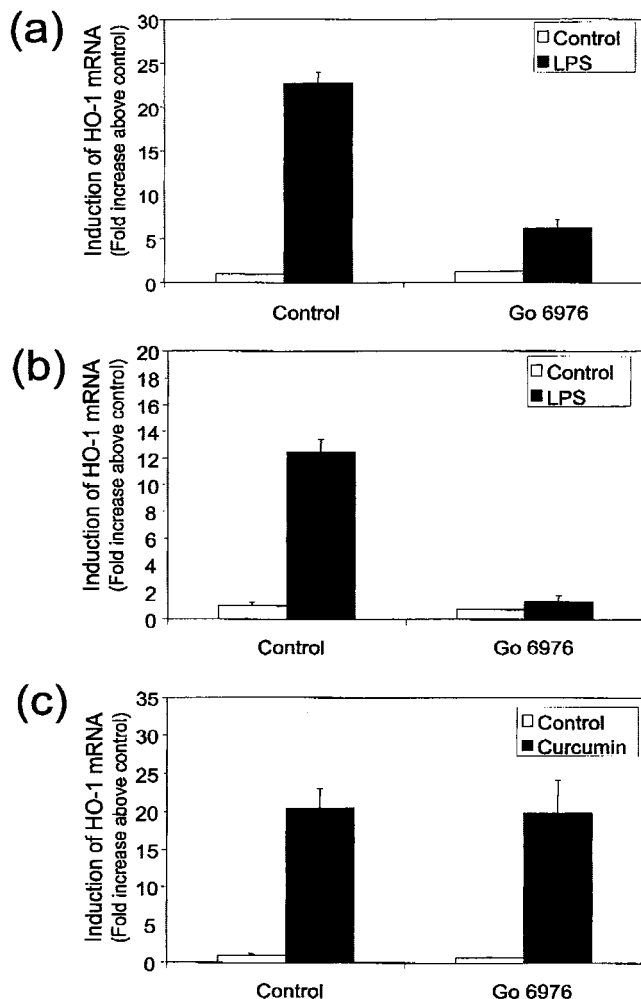 (a)
Induction of HO-1 mRNA
(Fold increase above control)
30
25
20
15
10
5
0
Control
LPS
Control
Go 6976
(b)
Induction of HO-1 mRNA
(Fold increase above control)
20
18
16
14
12
10
8
6
4
2
0
Control
LPS
Control
Go 6976
(c)
Induction of HO-1 mRNA
(Fold increase above control)
35
30
25
20
15
10
5
0
Control
Curcumin
Control
Go 6976